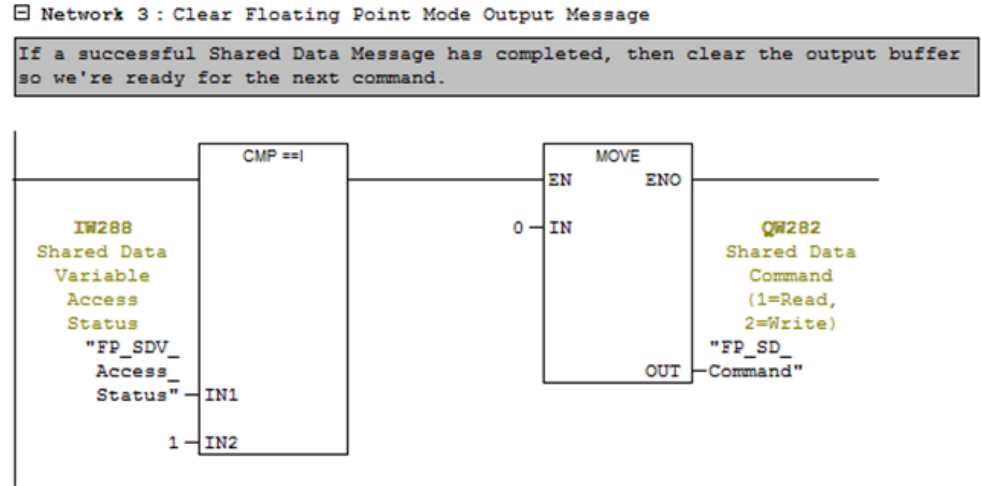 Network 3 : Clear Floating Point Mode Output Message
If a successful Shared Data Message has completed, then clear the output buffer
so we're ready for the next command.
CMP ==I
IW288
Shared Data
Variable
Access
Status
"FP_SDV_
Access_
Status"
IN1
1
IN2
MOVE
EN
ENO
0
IN
QW282
Shared Data
Command
(1=Read,
2=Write)
"FP_SD_
OUT
Command"